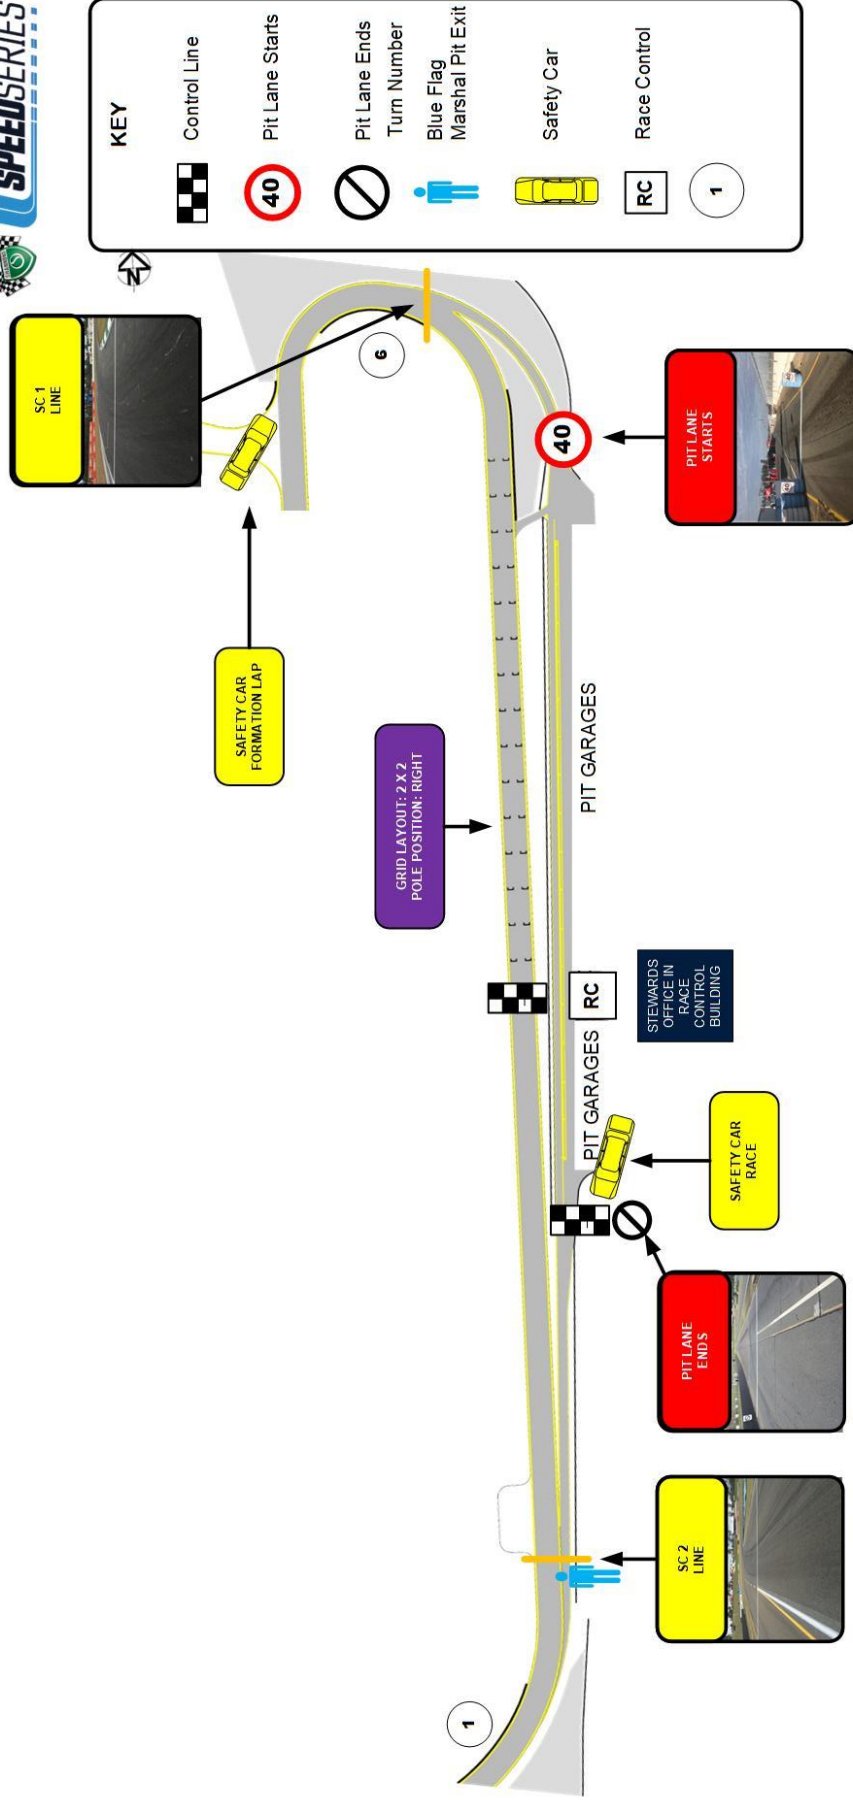 SPEEDSERIES
KEY
Control Line
40
Pit Lane Starts
Pit Lane Ends
Turn Number
Blue Flag
Marshal Pit Exit
Safety Car
RC
Race Control
1
N
SC 1
LINE
6
SAFETY CAR
FORMATION LAP
GRID LAYOUT: 2 X 2
POLE POSITION: RIGHT
40
PIT LANE
STARTS
PIT GARAGES
RC
STEWARDS
OFFICE IN
RACE
CONTROL
BUILDING
PIT GARAGES
SAFETY CAR
RACE
PIT LANE
ENDS
SC 2
LINE
1